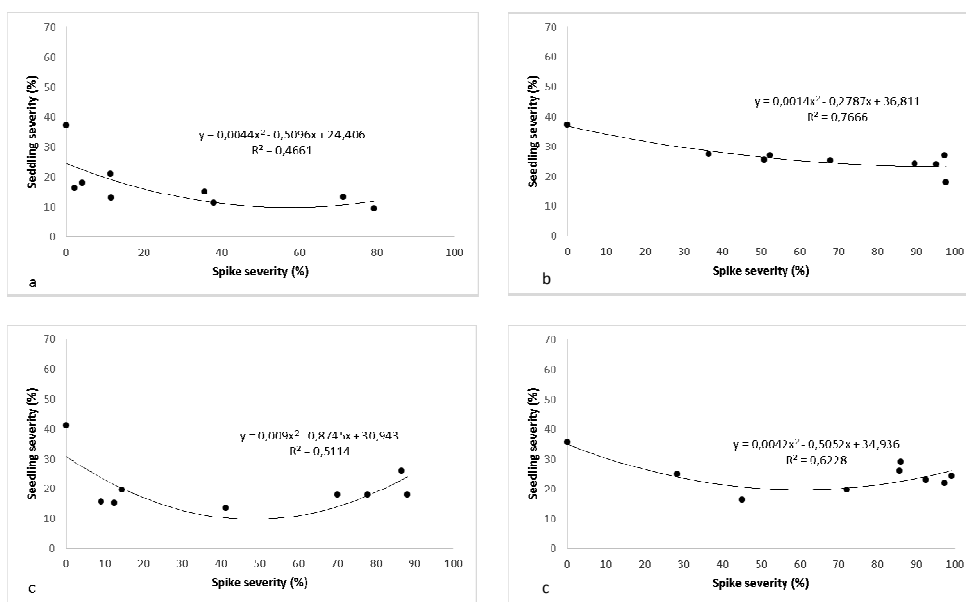 70
60
50
40
30
20
10
0
Seedling severity (%)
y = 0,0044x² - 0,5096x + 24,406
R² = 0,4661
0 20 40 60 80 100
Spike severity (%)
a
70
60
50
40
30
20
10
0
Seedling severity (%)
y = 0,0014x² - 0,2787x + 36,811
R² = 0,7666
0 10 20 30 40 50 60 70 80 90 100
Spike severity (%)
b
70
60
50
40
30
20
10
0
Seedling severity (%)
y = 0,009x² - 0,8745x + 30,943
R² = 0,5114
0 10 20 30 40 50 60 70 80 90 100
Spike severity (%)
c
70
60
50
40
30
20
10
0
Seedling severity (%)
y = 0,0042x² - 0,5052x + 34,936
R² = 0,6228
0 10 20 30 40 50 60 70 80 90 100
Spike severity (%)
c